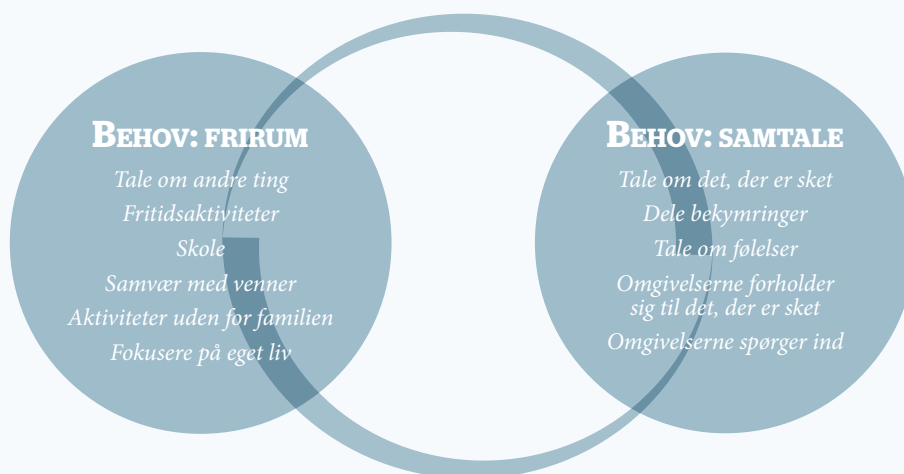 BEHOV: FRIRUM
Tale om andre ting
Fritidsaktiviteter
Skole
Samvær med venner
Aktiviteter uden for familien
Fokusere på eget liv
BEHOV: SAMTALE
Tale om det, der er sket
Dele bekymringer
Tale om følelser
Omgivelserne forholder
sig til det, der er sket
Omgivelserne spørger ind